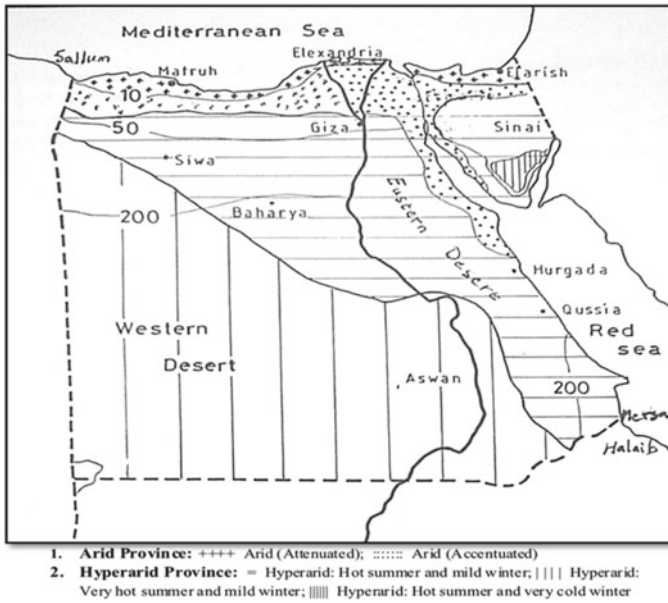 Mediterranean Sea
Sallum
Elexandria
Matruh
Elarish
10
50
Giza
Sinai
Siwa
200
Baharya
Eustern
Desert
Hurgada
Qussia
Western
Desert
Red
sea
Aswan
200
Mersa
Halaib
1. Arid Province: ++++ Arid (Attenuated); ::::::: Arid (Accentuated)
2. Hyperarid Province: = Hyperarid: Hot summer and mild winter; |||| Hyperarid:
Very hot summer and mild winter; |||||| Hyperarid: Hot summer and very cold winter